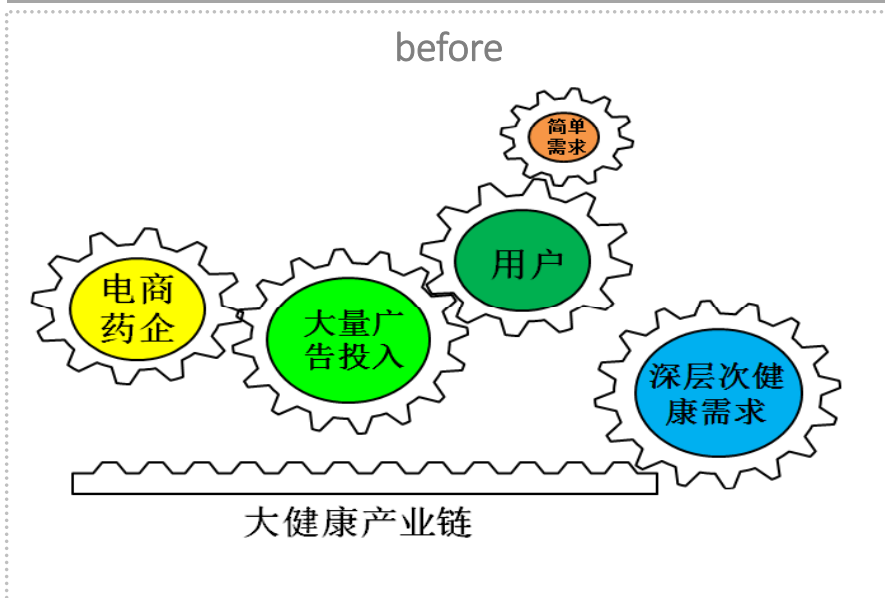 before
简单
需求
用户
电商
药企
大量广
告投入
深层次健
康需求
大健康产业链